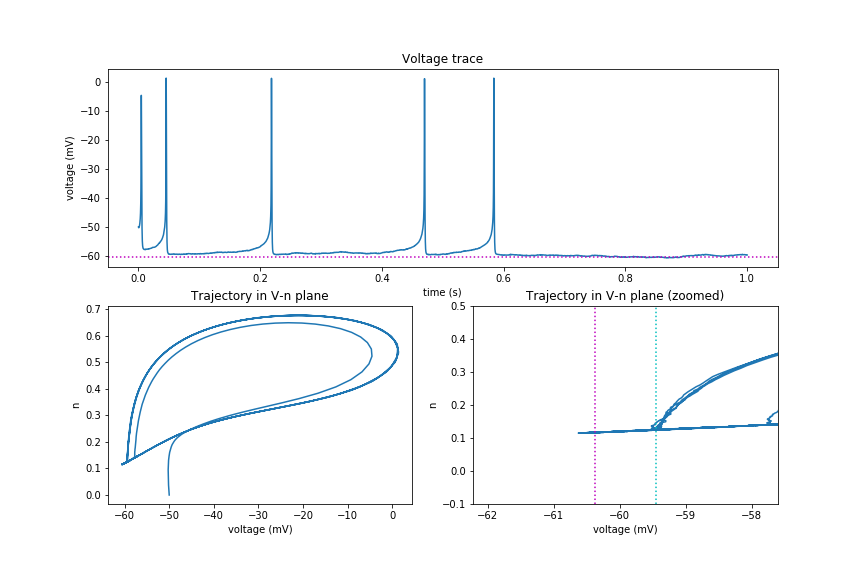 Voltage trace
voltage (mV)
0
−10
−20
−30
−40
−50
−60
0.0 0.2 0.4 0.6 0.8 1.0
time (s)
Trajectory in V-n plane
n
0.7
0.6
0.5
0.4
0.3
0.2
0.1
0.0
−60 −50 −40 −30 −20 −10 0
voltage (mV)
Trajectory in V-n plane (zoomed)
n
0.5
0.4
0.3
0.2
0.1
0.0
−0.1
−62 −61 −60 −59 −58
voltage (mV)